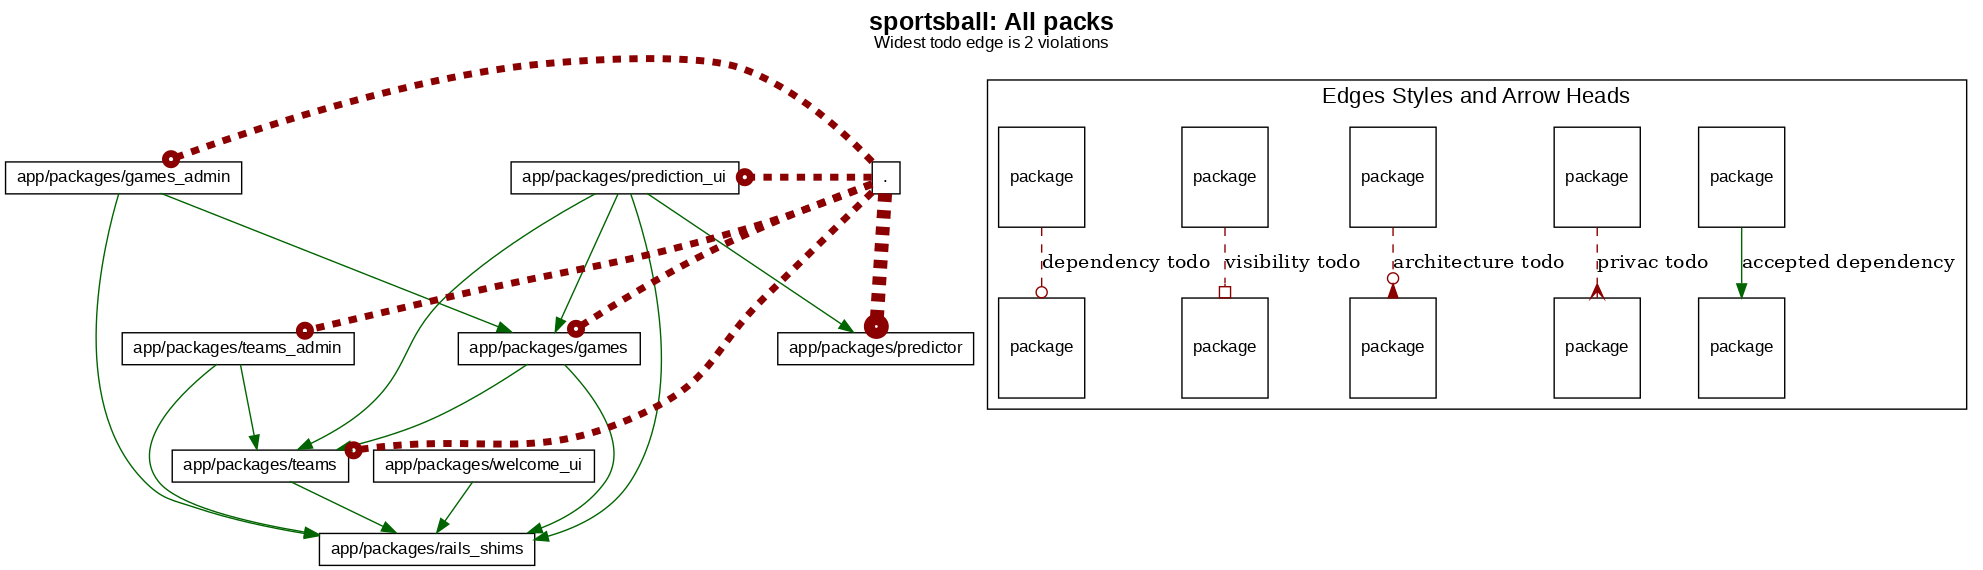 sportsball: All packs
Widest todo edge is 2 violations
app/packages/games_admin
app/packages/prediction_ui
.
app/packages/teams_admin
app/packages/games
app/packages/predictor
app/packages/teams
app/packages/welcome_ui
app/packages/rails_shims
Edges Styles and Arrow Heads
package
package
package
package
package
dependency todo
visibility todo
architecture todo
privac todo
accepted dependency
package
package
package
package
package